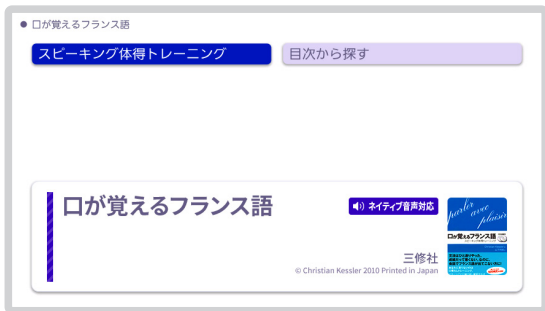 ● 口が覚えるフランス語
スピーキング体得トレーニング
目次から探す
口が覚えるフランス語
ネイティブ音声対応
三修社
© Christian Kessler 2010 Printed in Japan
parler
avec
plaisir
口が覚えるフランス語